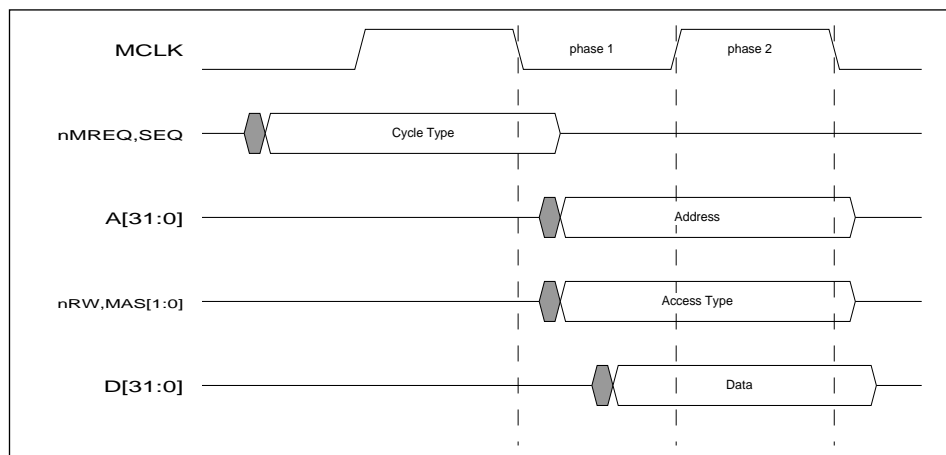 MCLK
phase 1
phase 2
nMREQ,SEQ
Cycle Type
A[31:0]
Address
nRW,MAS[1:0]
Access Type
D[31:0]
Data